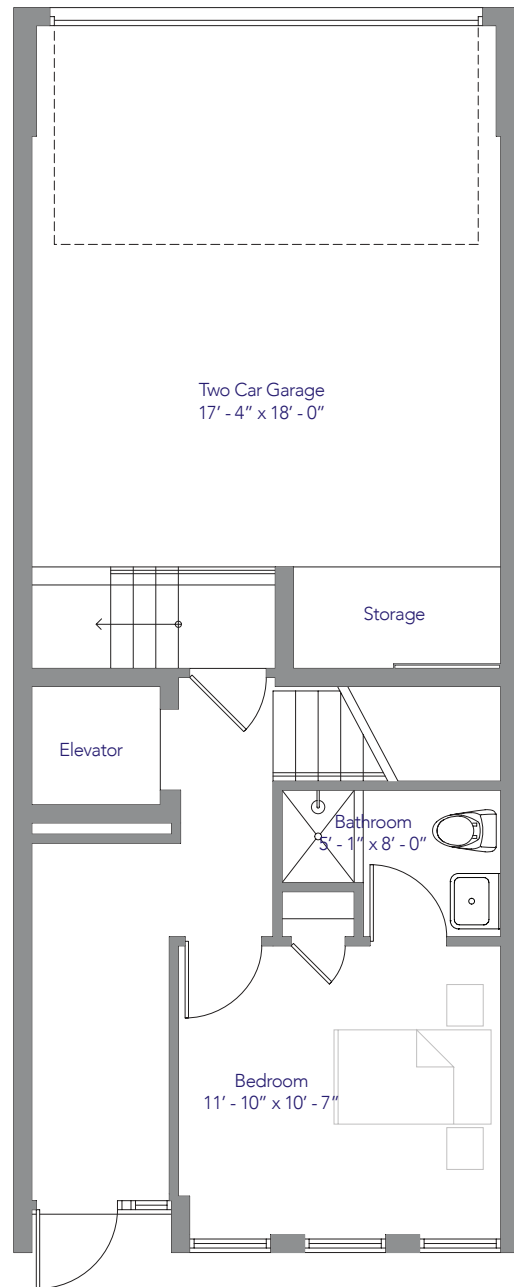 Two Car Garage
17’ - 4” x 18’ - 0”
Storage
Elevator
Bathroom
5’ - 1” x 8’ - 0”
Bedroom
11’ - 10” x 10’ - 7”